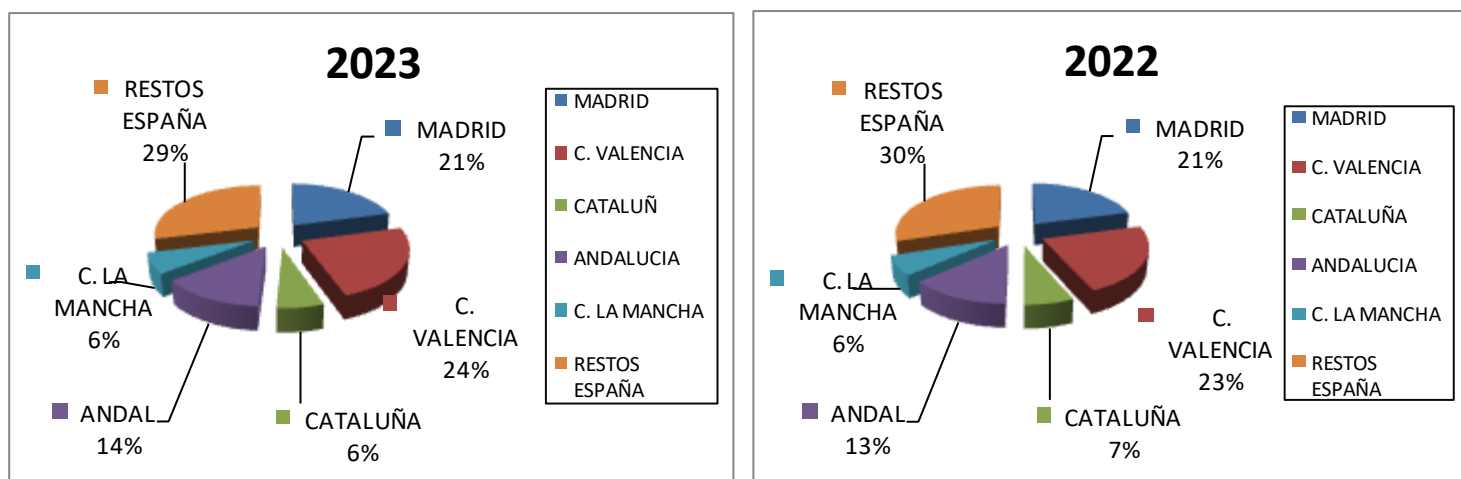 2023
RESTOS
ESPAÑA
29%
MADRID
21%
C. LA
MANCHA
6%
C.
VALENCIA
24%
ANDAL
14%
CATALUÑA
6%
MADRID
C. VALENCIA
CATALUÑ
ANDALUCIA
C. LA MANCHA
RESTOS
ESPAÑA
2022
RESTOS
ESPAÑA
30%
MADRID
21%
C. LA
MANCHA
6%
C.
VALENCIA
23%
ANDAL
13%
CATALUÑA
7%
MADRID
C. VALENCIA
CATALUÑA
ANDALUCIA
C. LA MANCHA
RESTOS
ESPAÑA